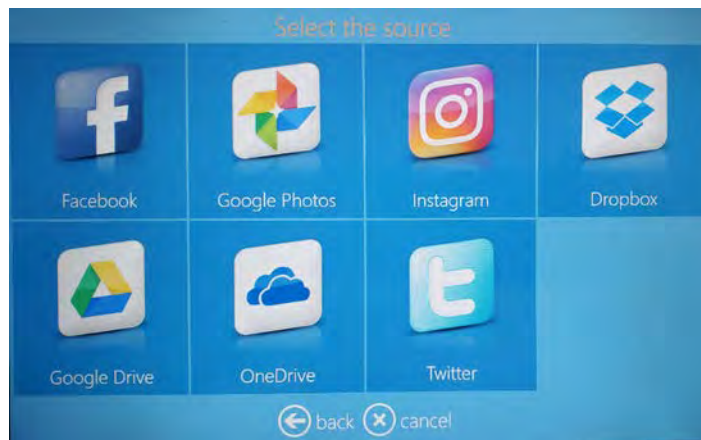 Select the source
Facebook
Google Photos
Instagram
Dropbox
Google Drive
OneDrive
Twitter
back cancel